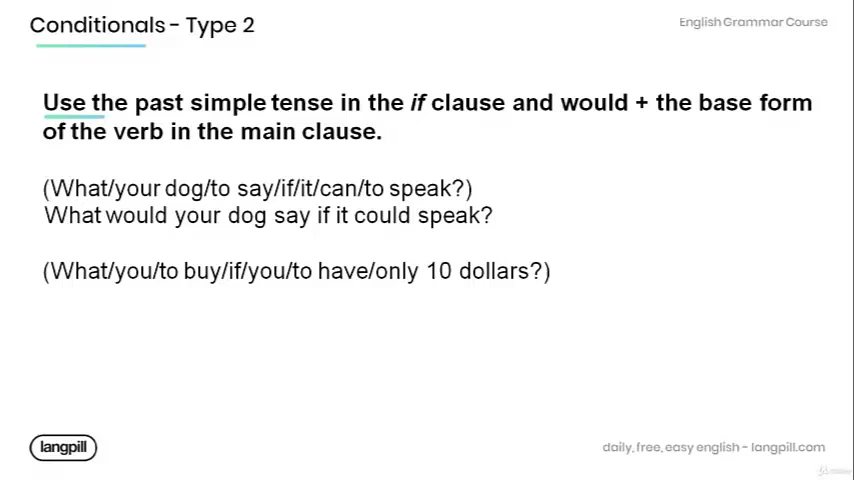 Conditionals - Type 2
English Grammar Course
Use the past simple tense in the if clause and would + the base form
of the verb in the main clause.
(What/your dog/to say/if/it/can/to speak?)
What would your dog say if it could speak?
(What/you/to buy/if/you/to have/only 10 dollars?)
langpill
daily, free, easy english - langpill.com